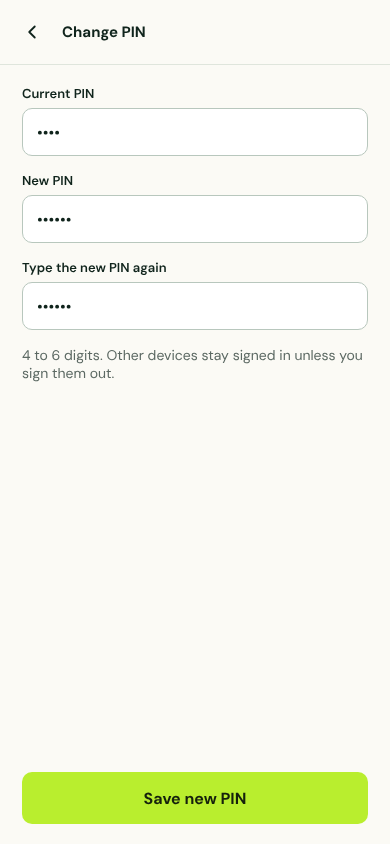 Change PIN
Current PIN
••••
New PIN
••••••
Type the new PIN again
••••••
4 to 6 digits. Other devices stay signed in unless you
sign them out.
Save new PIN